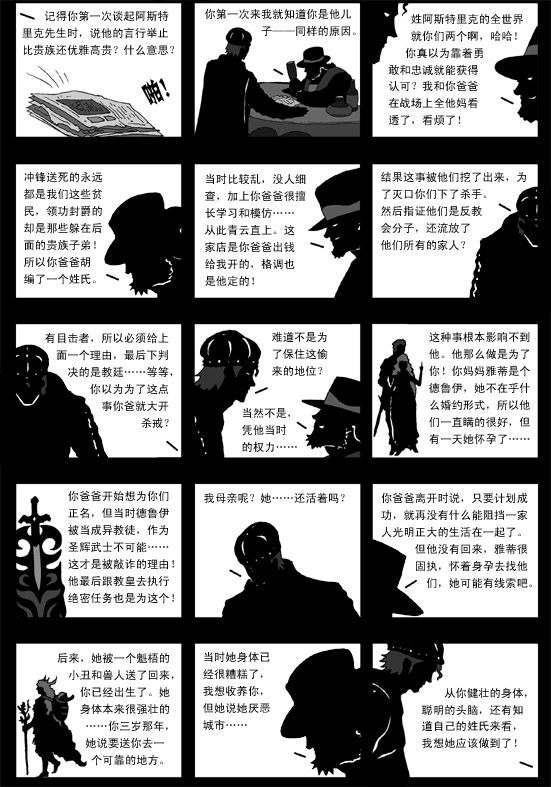 记得你第一次谈起阿斯特
里克先生时，说他的言行举止
比贵族还优雅高贵？什么意思？
啪！
你第一次来我就知道你是他儿
子——同样的原因。
姓阿斯特里克的全世界
就你们两个啊，哈哈！
你真以为靠着勇
敢和忠诚就能获得
认可？我和你爸爸
在战场上全他妈看
透了，看烦了！
冲锋送死的永远
都是我们这些贫
民，领功封爵的
却是那些躲在后
面的贵族子弟！
所以你爸爸胡
编了一个姓氏。
当时比较乱，没人细
查，加上你爸爸很擅
长学习和模仿……
从此青云直上。这
家店是你爸爸出钱
给我开的，格调也
是他定的！
结果这事被他们挖了出来，为
了灭口你们下了杀手。
然后指证他们是反教
会分子，还流放了
他们所有的家人？
有目击者，所以必须给上
面一个理由，最后下判
决的是教廷……等等，
你以为为了这点
事你爸就大开
杀戒？
难道不是为
了保住这偷
来的地位？
当然不是，
凭他当时
的权力……
这种事根本影响不到
他。他那么做是为了
你！你妈妈雅蒂是个
德鲁伊，她不在乎什
么婚约形式，所以他
们一直瞒的很好，但
有一天她怀孕了……
你爸爸开始想为你们
正名，但当时德鲁伊
被当成异教徒，作为
圣辉武士不可能……
这才是被敲诈的理由！
他最后跟教皇去执行
绝密任务也是为这个！
我母亲呢？她……还活着吗？
你爸爸离开时说，只要计划成
功，就再没有什么能阻挡一家
人光明正大的生活在一起了。
但他没有回来，雅蒂很
固执，怀着身孕去找他
们，她可能有线索吧。
后来，她被一个魁梧的
小丑和兽人送了回来，
你已经出生了。她
身体本来很强壮的
……你三岁那年，
她说要送你去一
个可靠的地方。
当时她身体已
经很糟糕了，
我想收养你，
但她说她厌恶
城市……
从你健壮的身体，
聪明的头脑，还有知
道自己的姓氏来看，
我想她应该做到了！